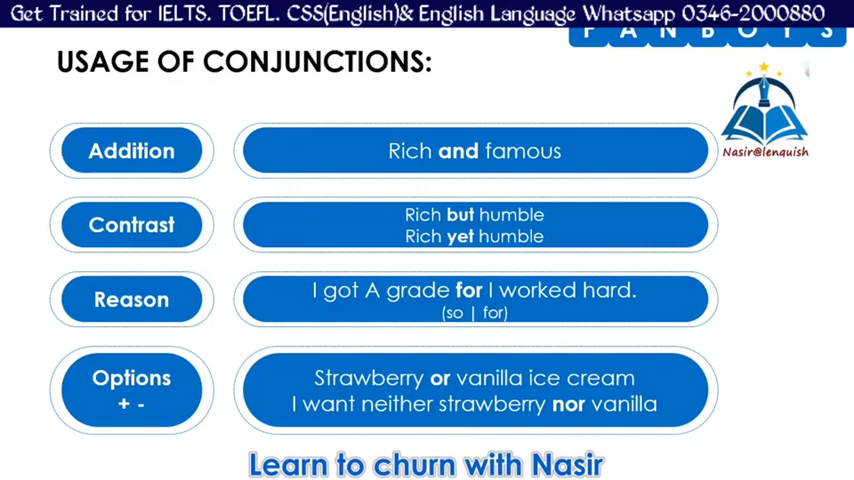 Get Trained for IELTS. TOEFL. CSS(English)& English Language Whatsapp 0346-2000880
F A N B O Y S
USAGE OF CONJUNCTIONS:
Nasir@lenquish
Addition
Rich and famous
Contrast
Rich but humble
Rich yet humble
Reason
I got A grade for I worked hard.
(so | for)
Options
+ -
Strawberry or vanilla ice cream
I want neither strawberry nor vanilla
Learn to churn with Nasir